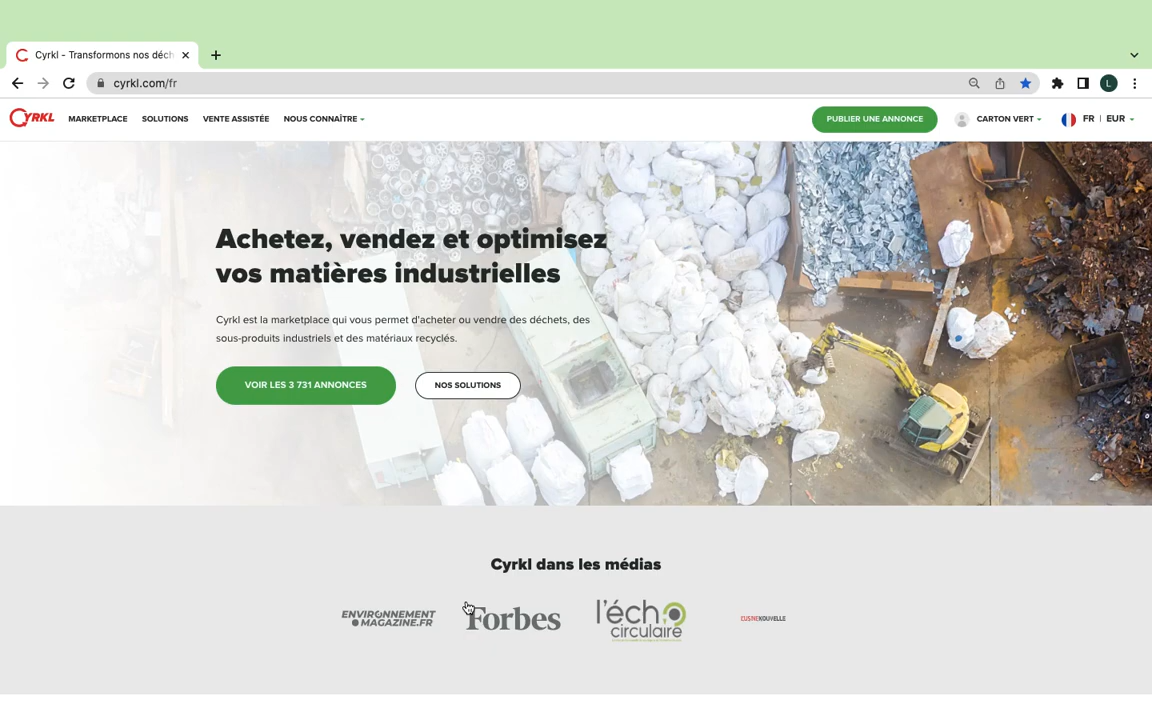 Cyrkl - Transformons nos déch
cyrkl.com/fr
L
CYRKL
MARKETPLACE
SOLUTIONS
VENTE ASSISTÉE
NOUS CONNAÎTRE
PUBLIER UNE ANNONCE
CARTON VERT
FR | EUR
Achetez, vendez et optimisez
vos matières industrielles
Cyrkl est la marketplace qui vous permet d'acheter ou vendre des déchets, des
sous-produits industriels et des matériaux recyclés.
VOIR LES 3 731 ANNONCES
NOS SOLUTIONS
Cyrkl dans les médias
ENVIRONNEMENT
MAGAZINE.FR
Forbes
l'écho
circulaire
L'USINENOUVELLE